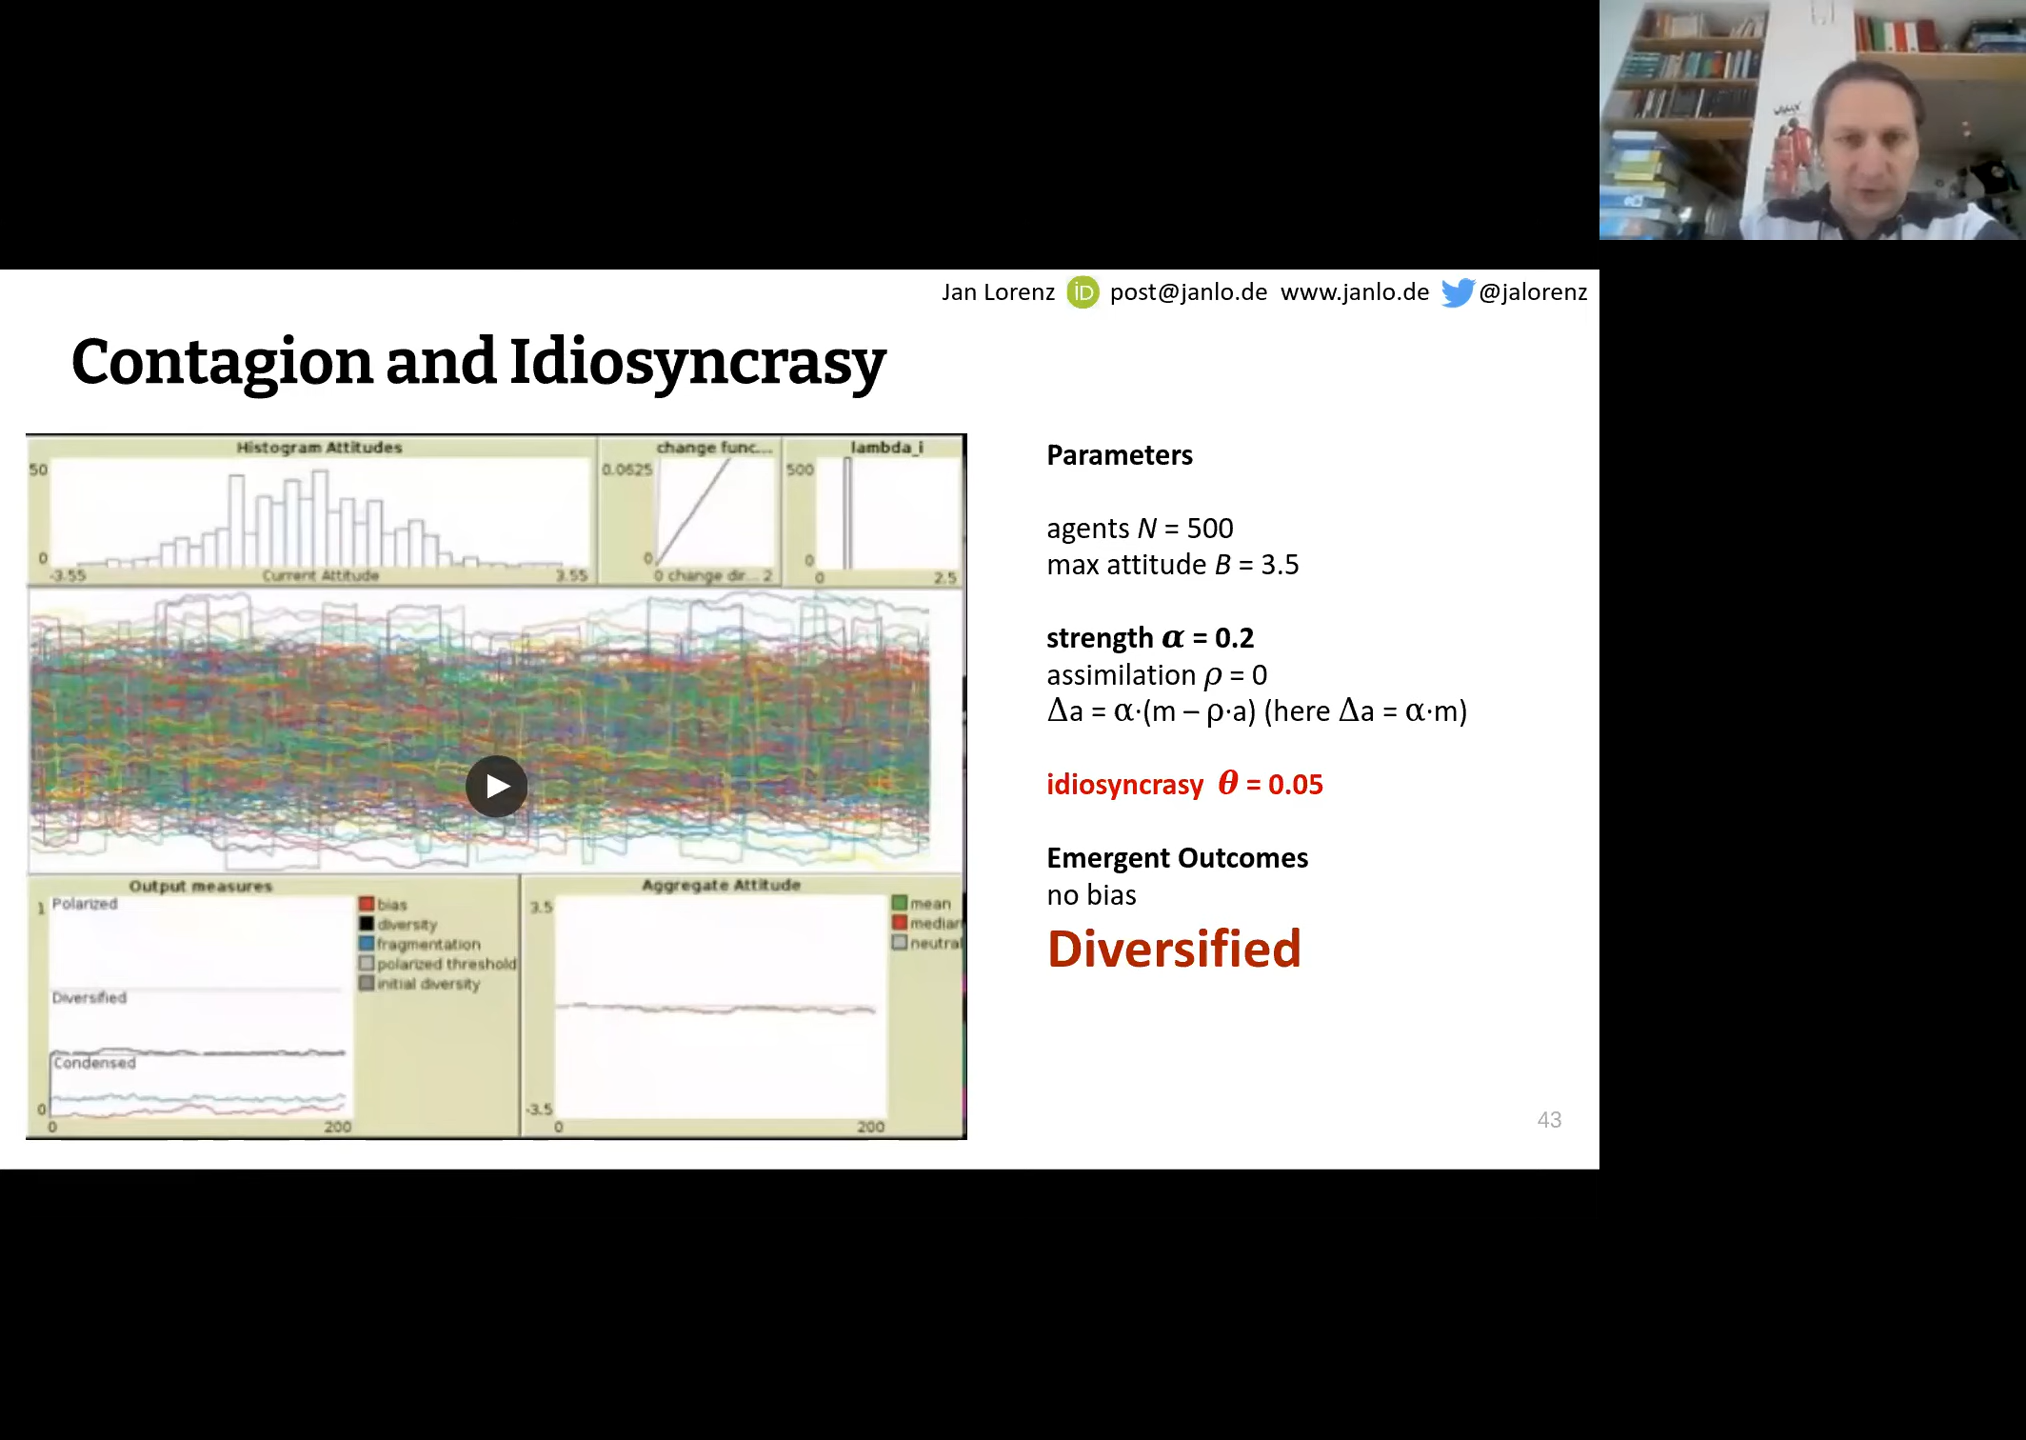 Jan Lorenz iD post@janlo.de www.janlo.de @jalorenz
Contagion and Idiosyncrasy
Histogram Attitudes
50
0
-3.55
Current Attitude
3.55
change func...
0.0625
0
0 change dir... 2
lambda_i
500
0
0
2.5
Output measures
1
Polarized
Diversified
Condensed
0
0
200
bias
diversity
fragmentation
polarized threshold
initial diversity
Aggregate Attitude
3.5
-3.5
0
200
mean
median
neutral
Parameters
agents N = 500
max attitude B = 3.5
strength α = 0.2
assimilation ρ = 0
Δa = α·(m – ρ·a) (here Δa = α·m)
idiosyncrasy θ = 0.05
Emergent Outcomes
no bias
Diversified
43